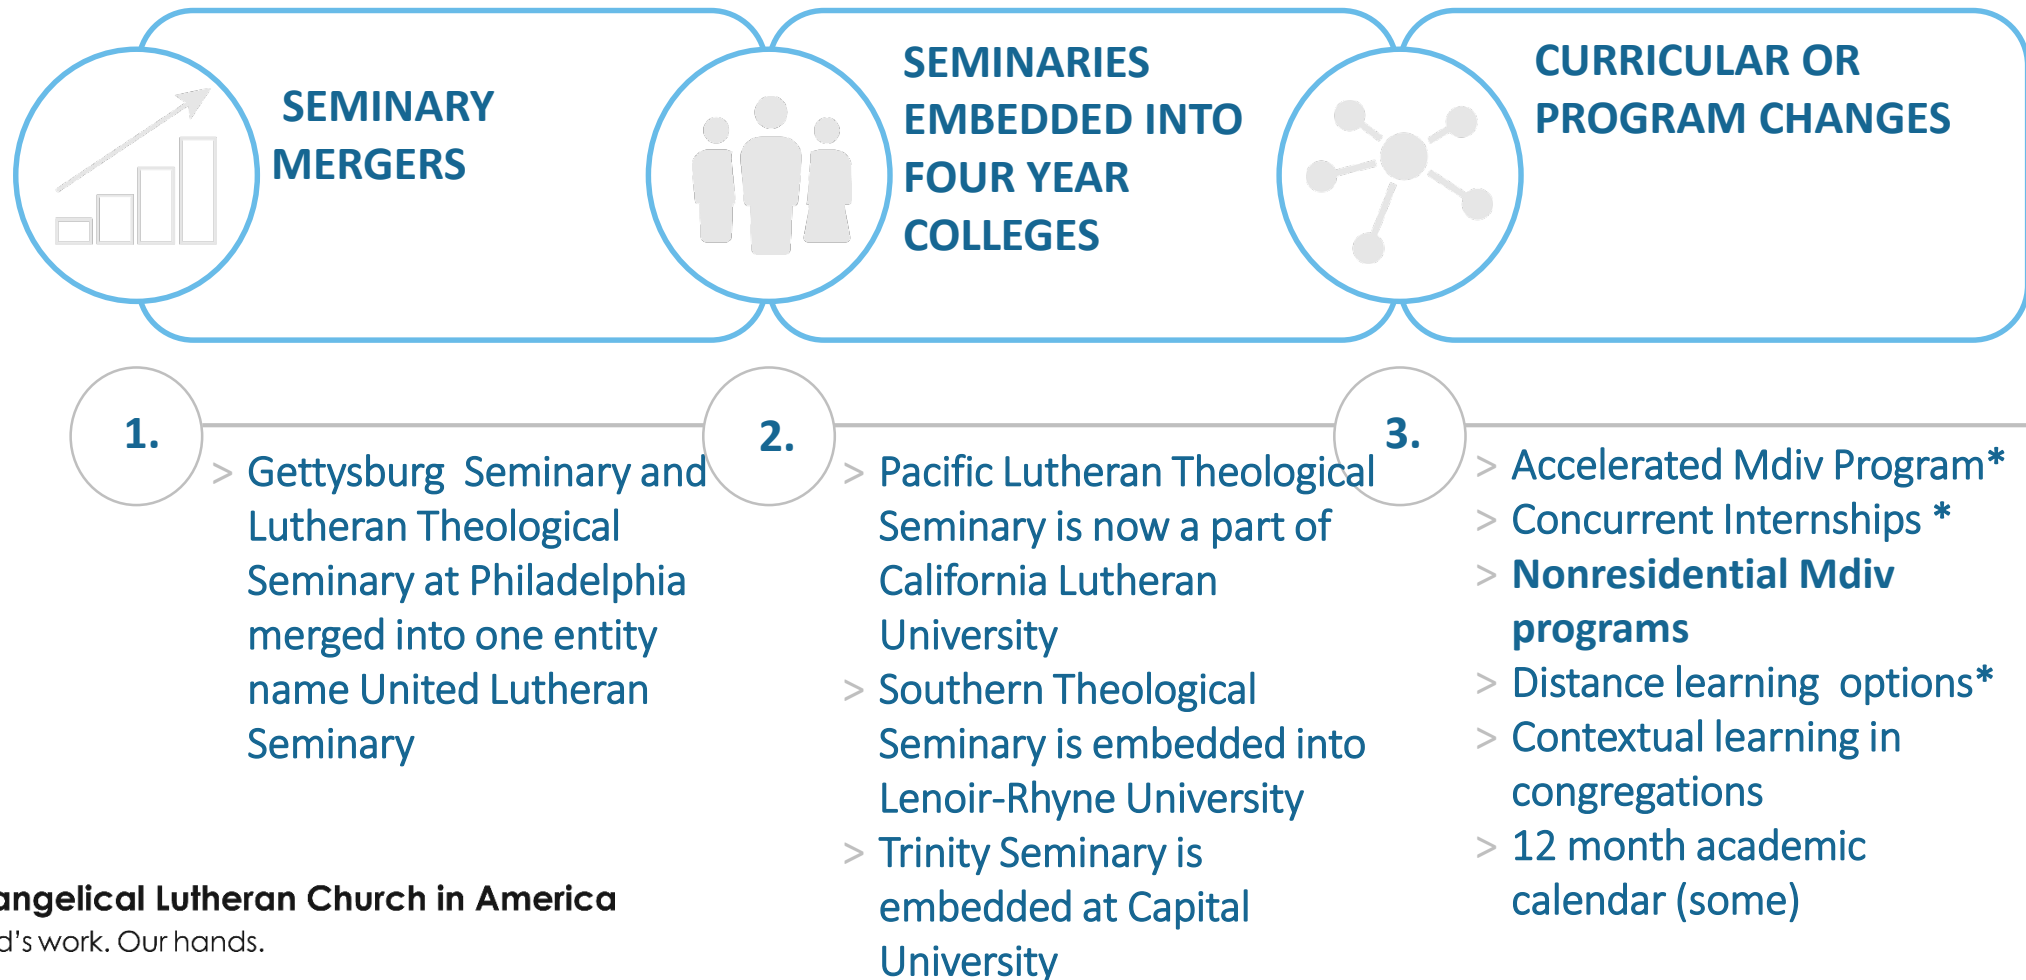 SEMINARY
MERGERS
SEMINARIES
EMBEDDED INTO
FOUR YEAR
COLLEGES
CURRICULAR OR
PROGRAM CHANGES
1.
> Gettysburg Seminary and
Lutheran Theological
Seminary at Philadelphia
merged into one entity
name United Lutheran
Seminary
2.
> Pacific Lutheran Theological
Seminary is now a part of
California Lutheran
University
> Southern Theological
Seminary is embedded into
Lenoir-Rhyne University
> Trinity Seminary is
embedded at Capital
University
3.
> Accelerated Mdiv Program*
> Concurrent Internships *
> Nonresidential Mdiv
programs
> Distance learning options*
> Contextual learning in
congregations
> 12 month academic
calendar (some)
angelical Lutheran Church in America
d's work. Our hands.